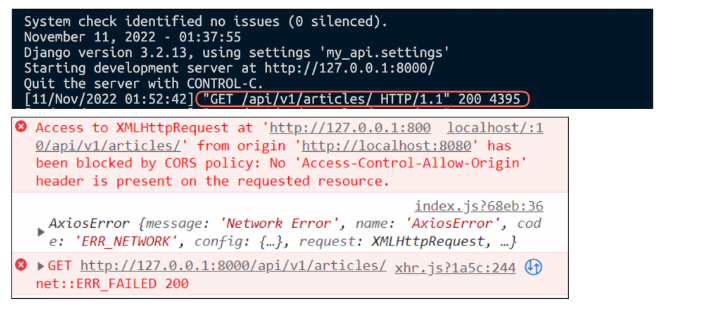 System check identified no issues (0 silenced).
November 11, 2022 - 01:37:55
Django version 3.2.13, using settings 'my_api.settings'
Starting development server at http://127.0.0.1:8000/
Quit the server with CONTROL-C.
[11/Nov/2022 01:52:42] "GET /api/v1/articles/ HTTP/1.1" 200 4395
Access to XMLHttpRequest at 'http://127.0.0.1:800 localhost/:1
0/api/v1/articles/' from origin 'http://localhost:8080' has
been blocked by CORS policy: No 'Access-Control-Allow-Origin'
header is present on the requested resource.
index.js?68eb:36
AxiosError {message: 'Network Error', name: 'AxiosError', cod
e: 'ERR_NETWORK', config: {…}, request: XMLHttpRequest, …}
GET http://127.0.0.1:8000/api/v1/articles/ xhr.js?1a5c:244
net::ERR_FAILED 200